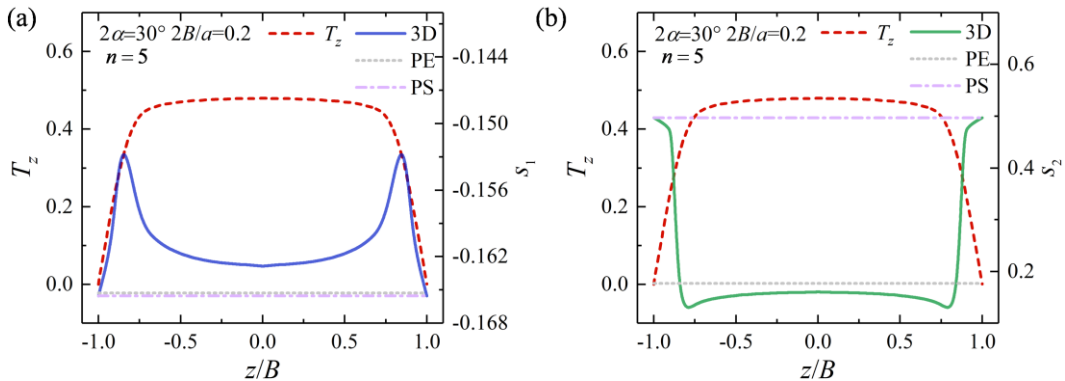 (a)
2α=30° 2B/a=0.2
n = 5
T_z
3D
PE
PS
0.6
0.4
0.2
0.0
T_z
-0.144
-0.150
-0.156
-0.162
-0.168
s_1
-1.0 -0.5 0.0 0.5 1.0
z/B
(b)
2α=30° 2B/a=0.2
n = 5
T_z
3D
PE
PS
0.6
0.4
0.2
0.0
T_z
0.6
0.4
0.2
s_2
-1.0 -0.5 0.0 0.5 1.0
z/B